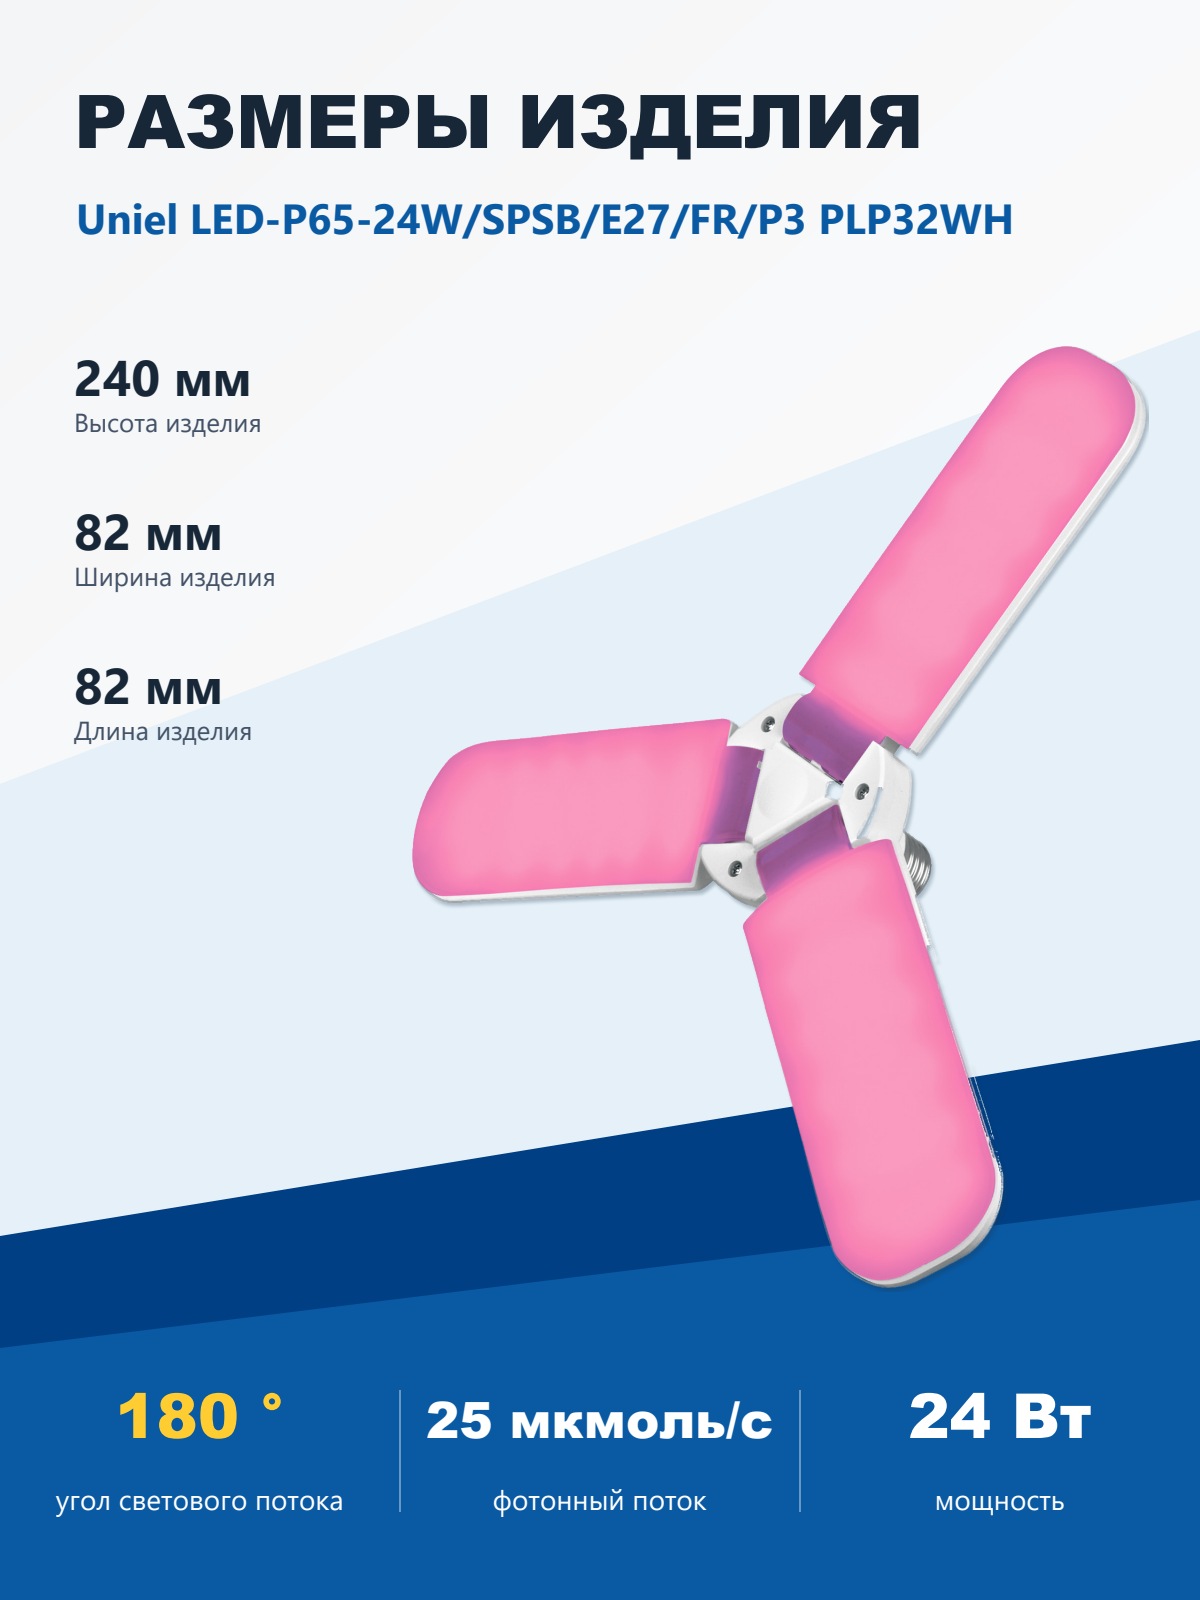 РАЗМЕРЫ ИЗДЕЛИЯ
Uniel LED-P65-24W/SPSB/E27/FR/P3 PLP32WH
240 мм
Высота изделия
82 мм
Ширина изделия
82 мм
Длина изделия
180 °
угол светового потока
25 мкмоль/с
фотонный поток
24 Вт
мощность